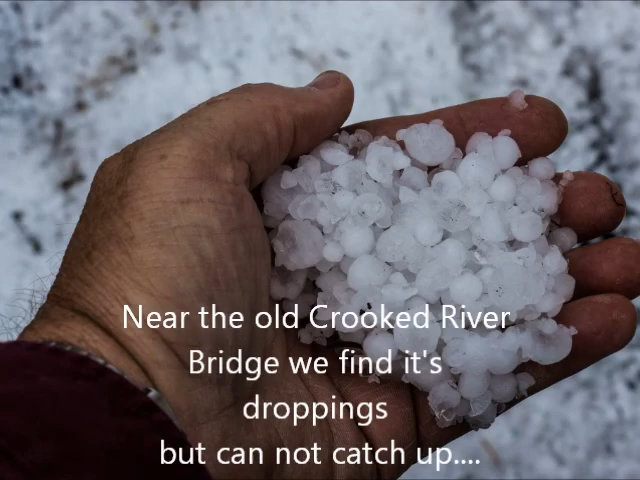 Near the old Crooked River
Bridge we find it's
droppings
but can not catch up....